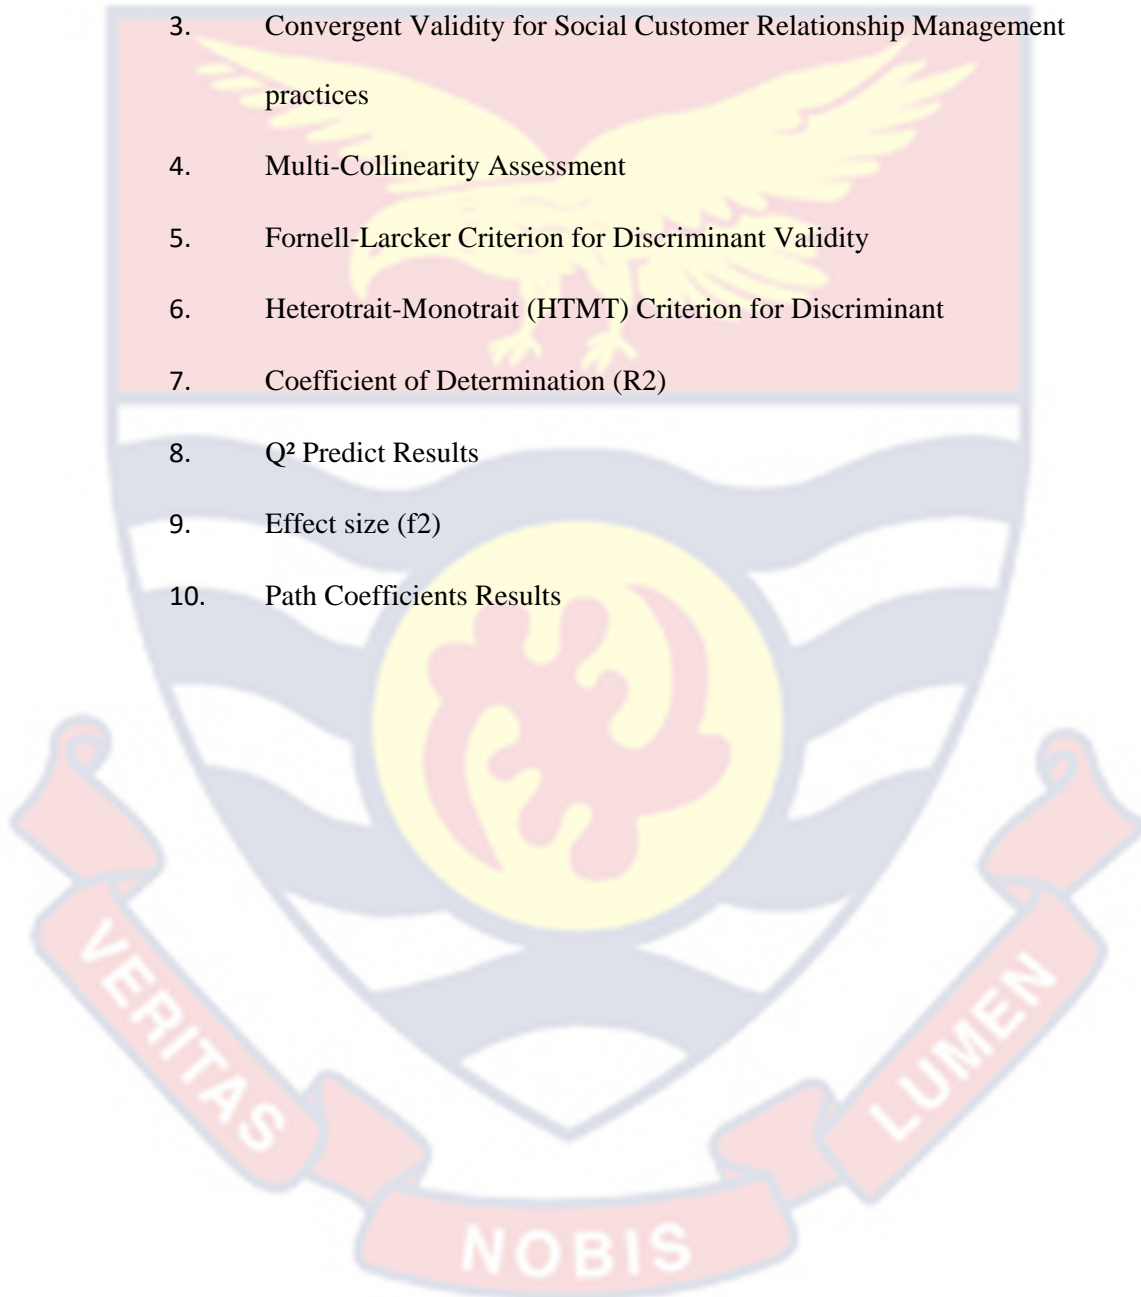 3. Convergent Validity for Social Customer Relationship Management
practices
4. Multi-Collinearity Assessment
5. Fornell-Larcker Criterion for Discriminant Validity
6. Heterotrait-Monotrait (HTMT) Criterion for Discriminant
7. Coefficient of Determination (R2)
8. Q² Predict Results
9. Effect size (f2)
10. Path Coefficients Results
VERITAS
NOBIS
LUMEN